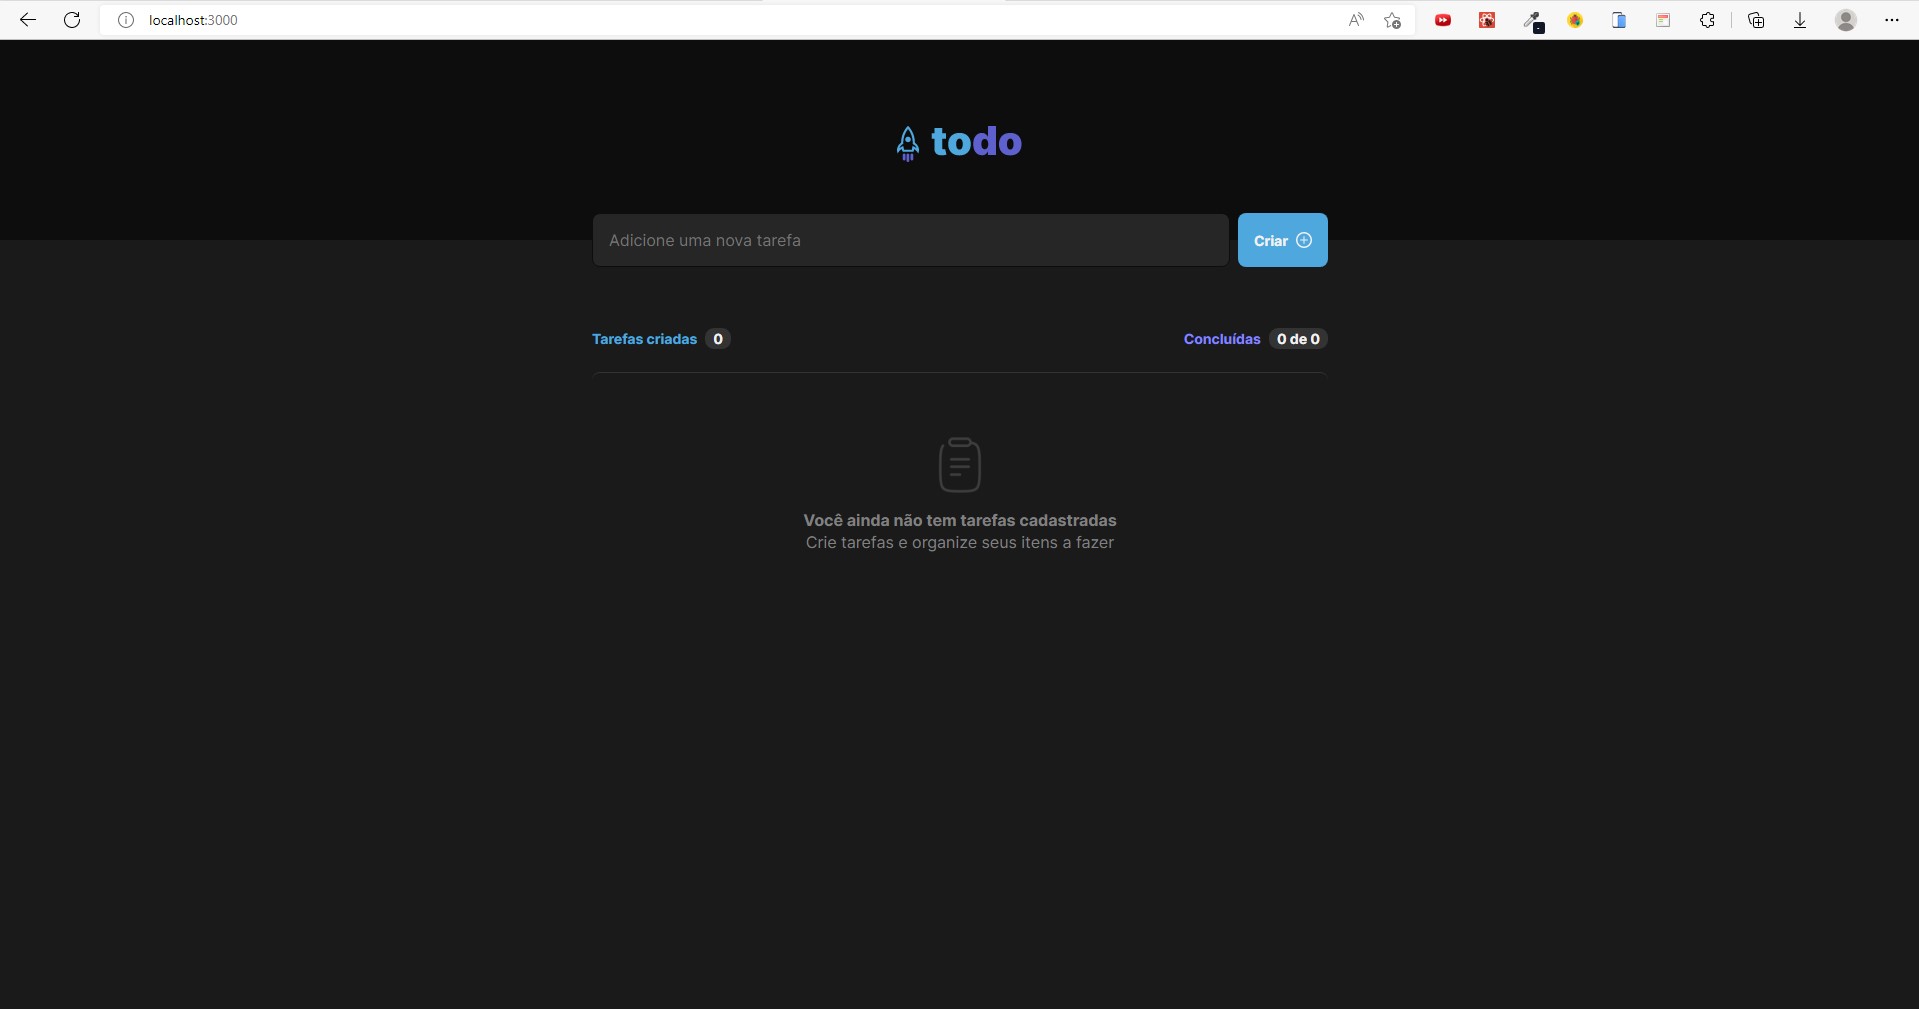 localhost:3000
todo
Adicione uma nova tarefa
Criar
Tarefas criadas 0
Concluídas 0 de 0
Você ainda não tem tarefas cadastradas
Crie tarefas e organize seus itens a fazer